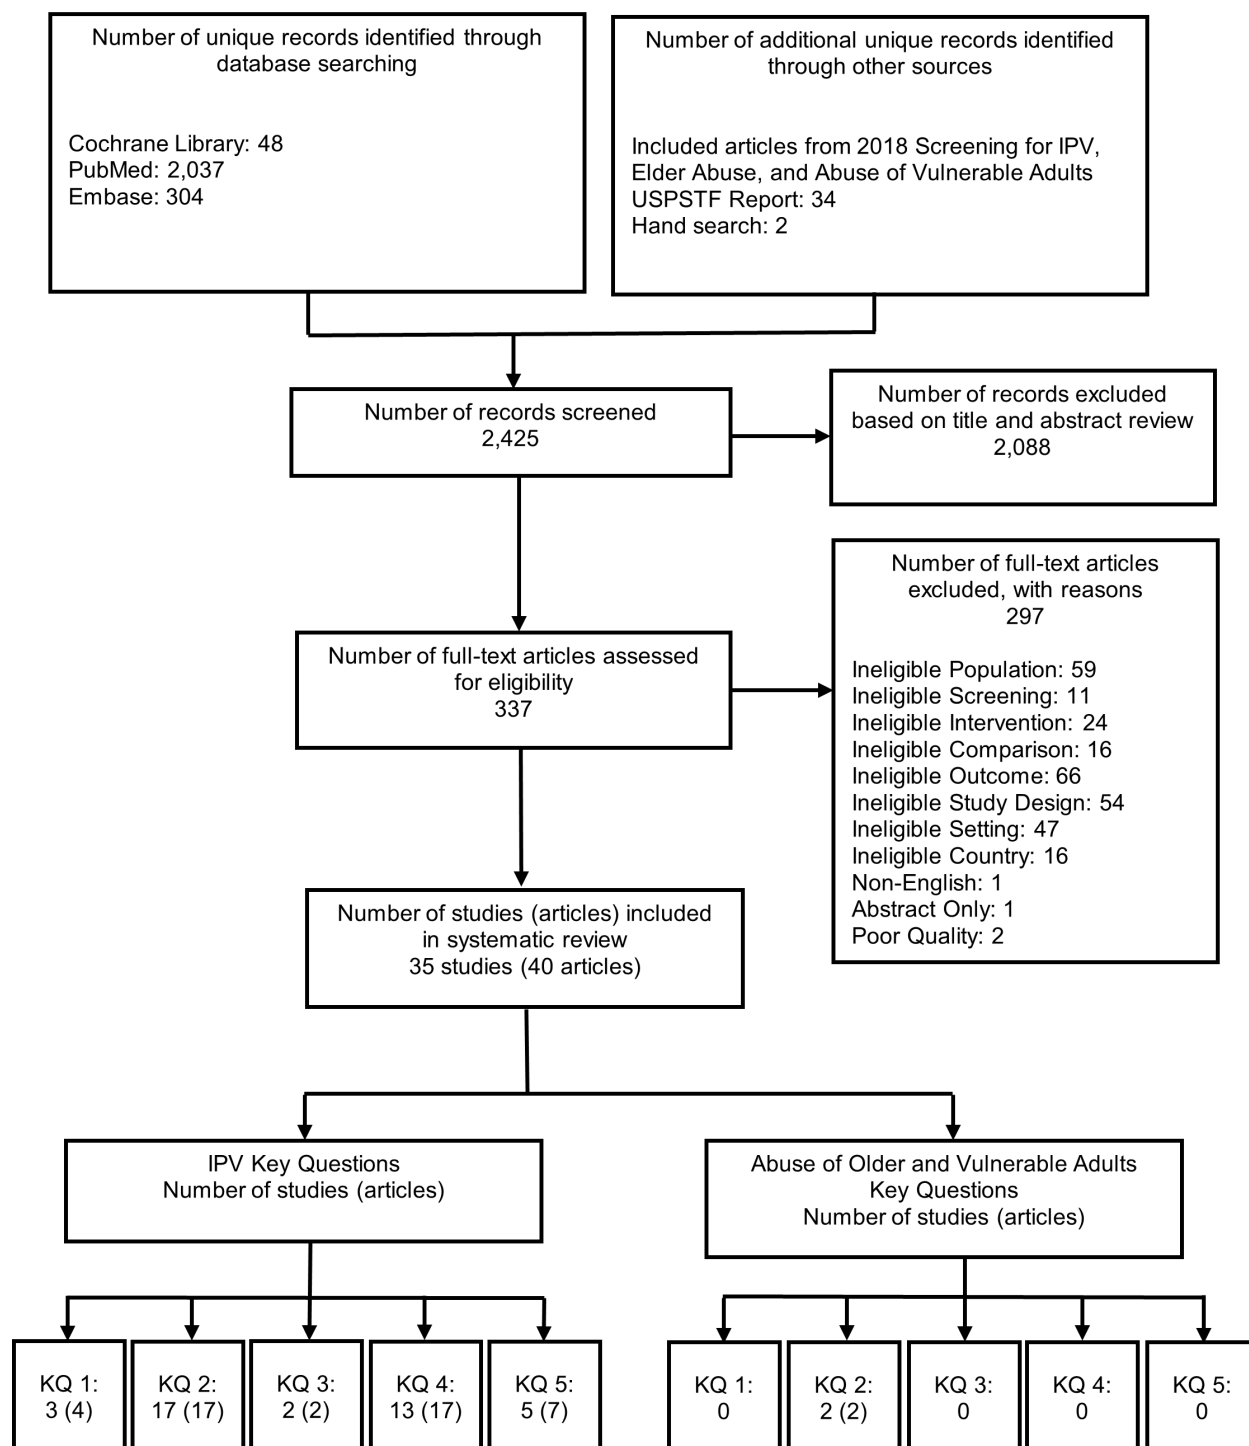 Number of unique records identified through
database searching
Cochrane Library: 48
PubMed: 2,037
Embase: 304
Number of additional unique records identified
through other sources
Included articles from 2018 Screening for IPV,
Elder Abuse, and Abuse of Vulnerable Adults
USPSTF Report: 34
Hand search: 2
Number of records screened
2,425
Number of records excluded
based on title and abstract review
2,088
Number of full-text articles assessed
for eligibility
337
Number of full-text articles
excluded, with reasons
297
Ineligible Population: 59
Ineligible Screening: 11
Ineligible Intervention: 24
Ineligible Comparison: 16
Ineligible Outcome: 66
Ineligible Study Design: 54
Ineligible Setting: 47
Ineligible Country: 16
Non-English: 1
Abstract Only: 1
Poor Quality: 2
Number of studies (articles) included
in systematic review
35 studies (40 articles)
IPV Key Questions
Number of studies (articles)
Abuse of Older and Vulnerable Adults
Key Questions
Number of studies (articles)
KQ 1:
3 (4)
KQ 2:
17 (17)
KQ 3:
2 (2)
KQ 4:
13 (17)
KQ 5:
5 (7)
KQ 1:
0
KQ 2:
2 (2)
KQ 3:
0
KQ 4:
0
KQ 5:
0